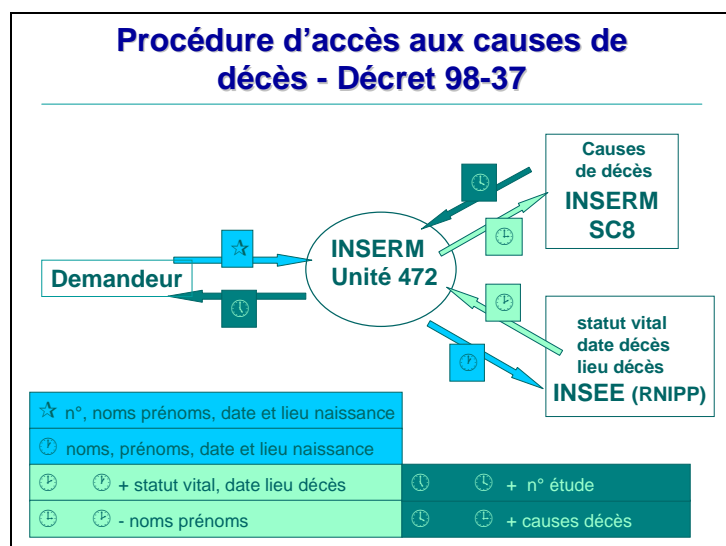 Procédure d'accès aux causes de
décès - Décret 98-37
Causes
de décès
INSERM
SC8
INSERM
Unité 472
Demandeur
statut vital
date décès
lieu décès
INSEE (RNIPP)
☆ n°, noms prénoms, date et lieu naissance
🕐 noms, prénoms, date et lieu naissance
🕑 🕐 + statut vital, date lieu décès
🕔 🕓 + n° étude
🕒 🕑 - noms prénoms
🕓 🕒 + causes décès